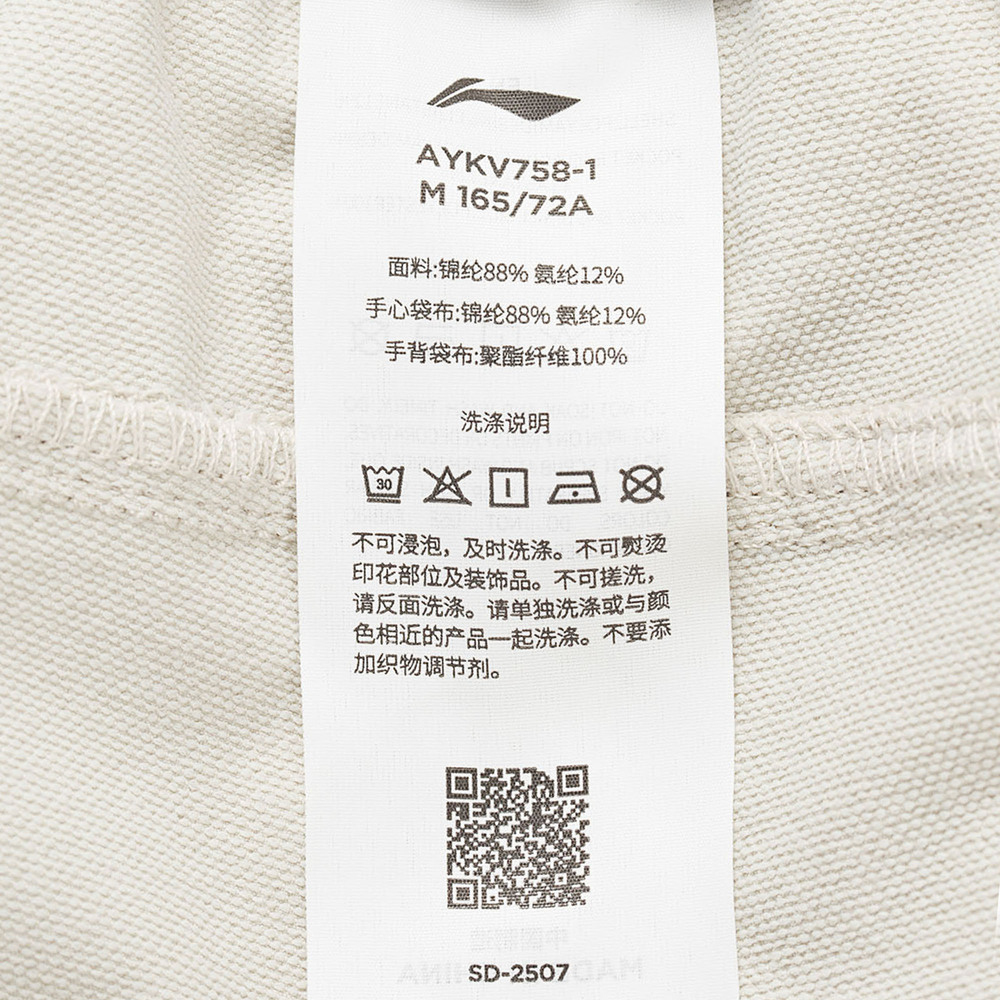 AYKV758-1
M 165/72A
面料:锦纶88% 氨纶12%
手心袋布:锦纶88% 氨纶12%
手背袋布:聚酯纤维100%
洗涤说明
30
不可浸泡，及时洗涤。不可熨烫
印花部位及装饰品。不可搓洗，
请反面洗涤。请单独洗涤或与颜
色相近的产品一起洗涤。不要添
加织物调节剂。
SD-2507